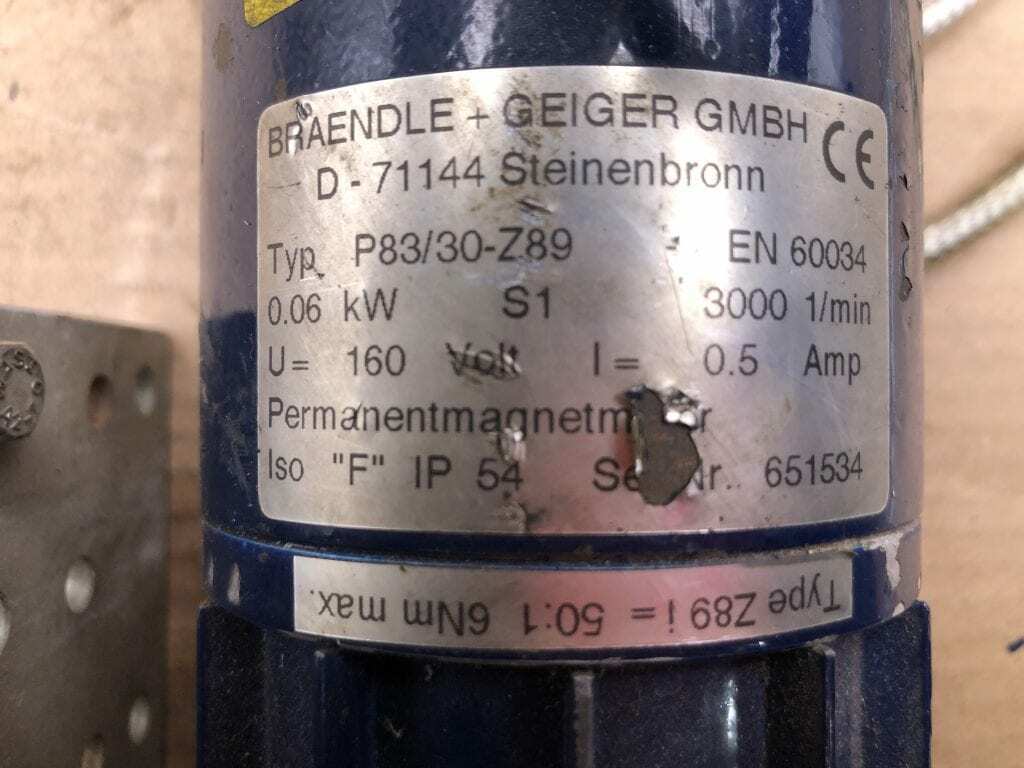 BRAENDLE + GEIGER GMBH CE
D - 71144 Steinenbronn
Typ P83/30-Z89 EN 60034
0.06 kW S1 3000 1/min
U = 160 Volt I = 0.5 Amp
Iso "F" IP 54 651534
Type Z89 i = 50:1 6Nm max.